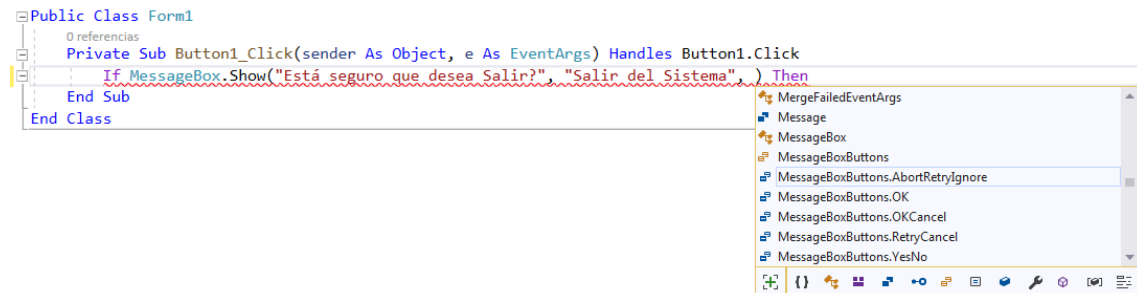 Public Class Form1
0 referencias
Private Sub Button1_Click(sender As Object, e As EventArgs) Handles Button1.Click
If MessageBox.Show("Está seguro que desea Salir?", "Salir del Sistema", ) Then
End Sub
End Class
MergeFailedEventArgs
Message
MessageBox
MessageBoxButtons
MessageBoxButtons.AbortRetryIgnore
MessageBoxButtons.OK
MessageBoxButtons.OKCancel
MessageBoxButtons.RetryCancel
MessageBoxButtons.YesNo